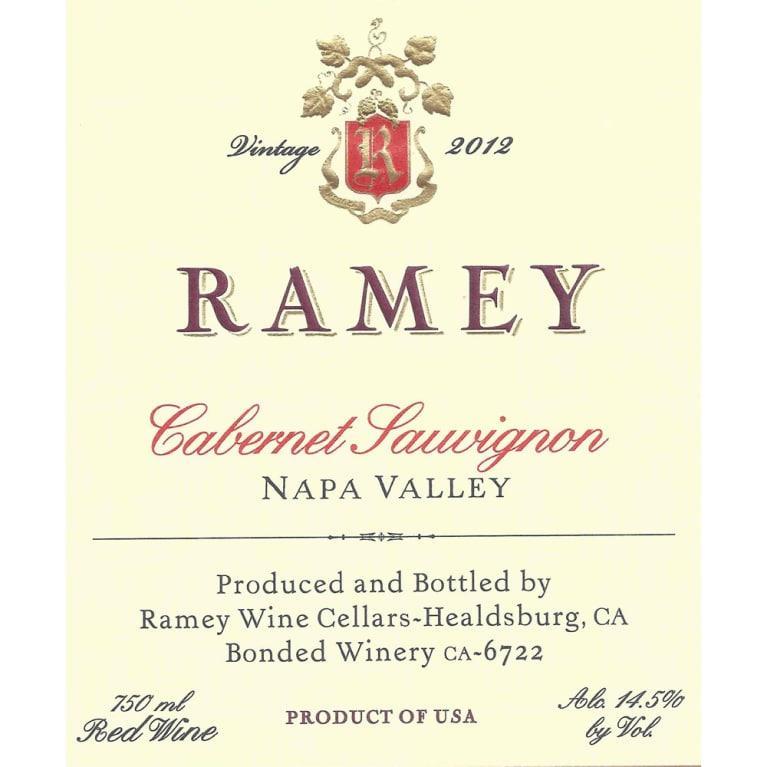 Vintage 2012
R
RAMEY
Cabernet Sauvignon
NAPA VALLEY
Produced and Bottled by
Ramey Wine Cellars-Healdsburg, CA
Bonded Winery CA-6722
750 ml
Red Wine
PRODUCT OF USA
Alc. 14.5%
by Vol.